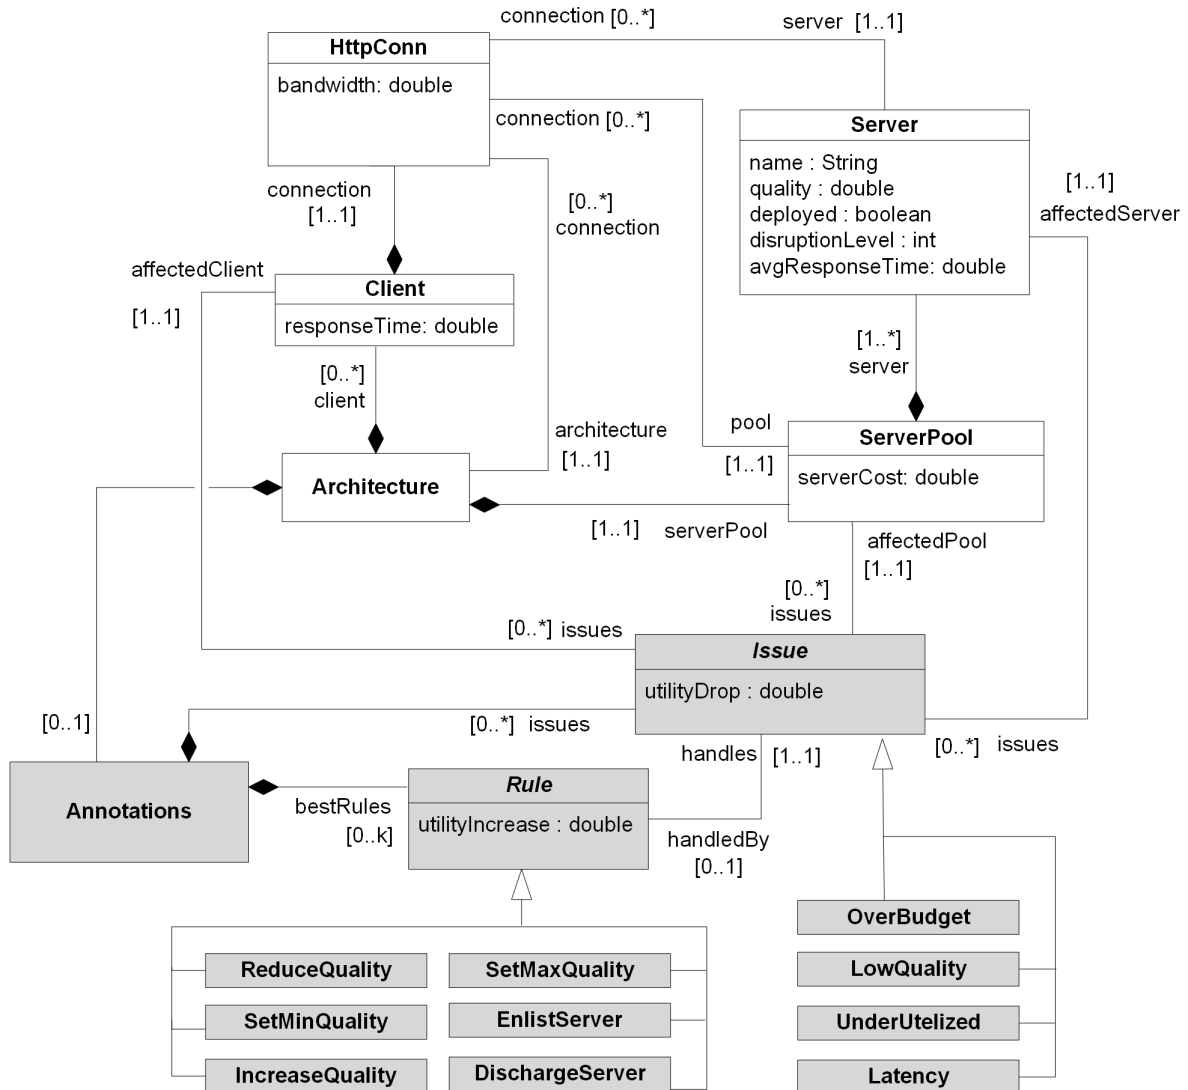 connection [0..*]
server [1..1]
HttpConn
bandwidth: double
connection [0..*]
Server
name : String
quality : double
deployed : boolean
disruptionLevel : int
avgResponseTime: double
[1..1]
affectedServer
connection
[1..1]
[0..*]
connection
affectedClient
[1..1]
Client
responseTime: double
[0..*]
client
[1..*]
server
architecture
[1..1]
pool
[1..1]
ServerPool
serverCost: double
Architecture
[1..1] serverPool
affectedPool
[1..1]
[0..*]
issues
[0..*] issues
Issue
utilityDrop : double
[0..1]
[0..*] issues
handles [1..1]
[0..*] issues
Annotations
bestRules
[0..k]
Rule
utilityIncrease : double
handledBy
[0..1]
OverBudget
LowQuality
UnderUtelized
Latency
ReduceQuality
SetMaxQuality
SetMinQuality
EnlistServer
IncreaseQuality
DischargeServer